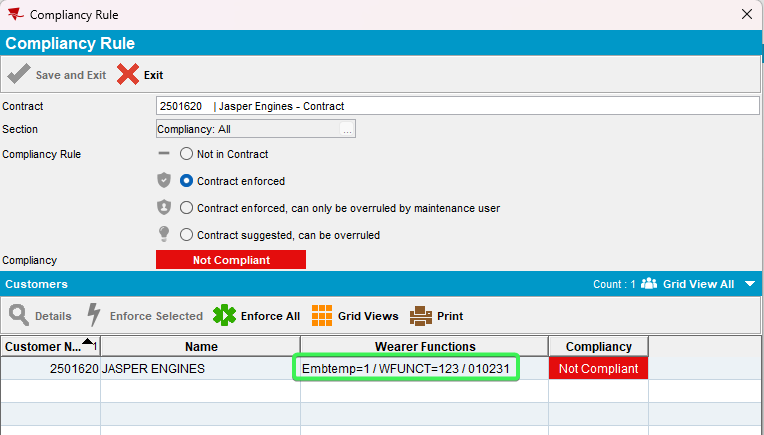 Compliancy Rule
Compliancy Rule
Save and Exit Exit
Contract 2501620 | Jasper Engines - Contract
Section Compliancy: All ...
Compliancy Rule Not in Contract
Contract enforced
Contract enforced, can only be overruled by maintenance user
Contract suggested, can be overruled
Compliancy Not Compliant
Customers Count : 1 Grid View All
Details Enforce Selected Enforce All Grid Views Print
Customer N... 1 Name Wearer Functions Compliancy
2501620 JASPER ENGINES Embtemp=1 / WFUNCT=123 / 010231 Not Compliant